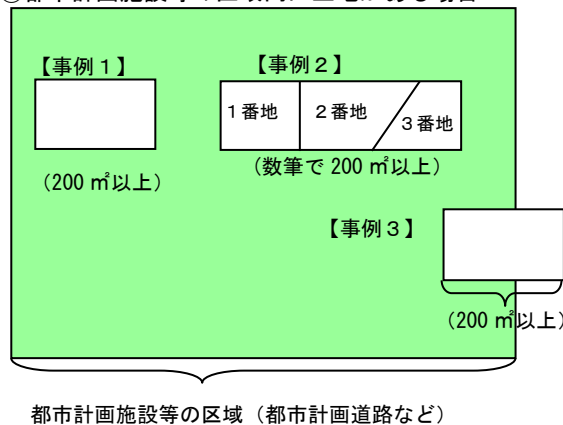 都市計画施設等の区域内に土地がある場合
【事例１】
【事例２】
１番地
２番地
３番地
（200 ㎡以上）
（数筆で 200 ㎡以上）
【事例３】
（200 ㎡以上）
都市計画施設等の区域（都市計画道路など）